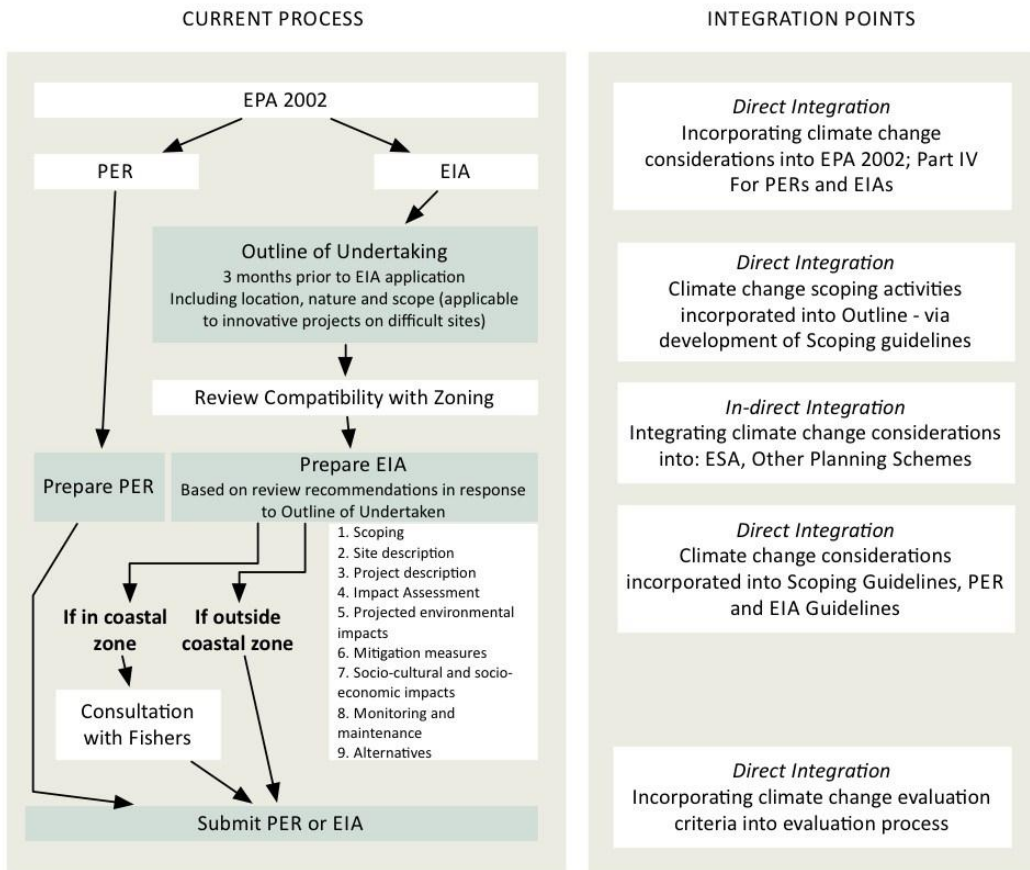 CURRENT PROCESS
EPA 2002
PER
EIA
Outline of Undertaking
3 months prior to EIA application
Including location, nature and scope (applicable
to innovative projects on difficult sites)
Review Compatibility with Zoning
Prepare PER
Prepare EIA
Based on review recommendations in response
to Outline of Undertaken
1. Scoping
2. Site description
3. Project description
4. Impact Assessment
5. Projected environmental
impacts
6. Mitigation measures
7. Socio-cultural and socio-
economic impacts
8. Monitoring and
maintenance
9. Alternatives
If in coastal
zone
If outside
coastal zone
Consultation
with Fishers
Submit PER or EIA
INTEGRATION POINTS
Direct Integration
Incorporating climate change
considerations into EPA 2002; Part IV
For PERs and EIAs
Direct Integration
Climate change scoping activities
incorporated into Outline - via
development of Scoping guidelines
In-direct Integration
Integrating climate change considerations
into: ESA, Other Planning Schemes
Direct Integration
Climate change considerations
incorporated into Scoping Guidelines, PER
and EIA Guidelines
Direct Integration
Incorporating climate change evaluation
criteria into evaluation process